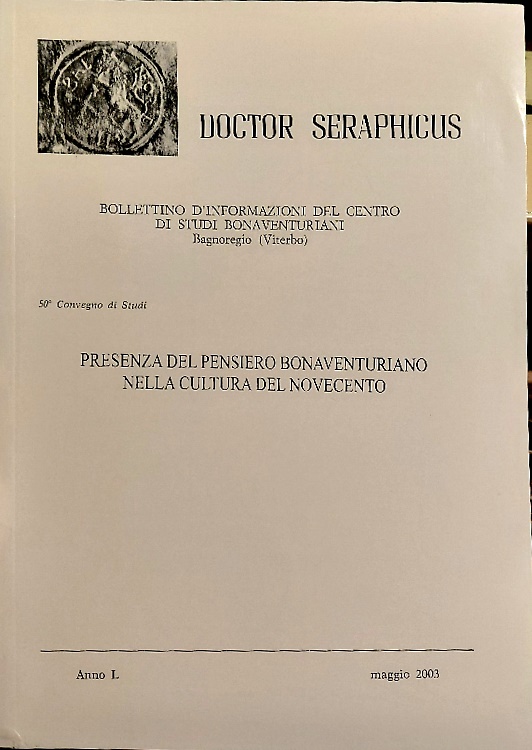 DOCTOR SERAPHICUS
BOLLETTINO D'INFORMAZIONI DEL CENTRO
DI STUDI BONAVENTURIANI
Bagnoregio (Viterbo)
50° Convegno di Studi
PRESENZA DEL PENSIERO BONAVENTURIANO
NELLA CULTURA DEL NOVECENTO
Anno L maggio 2003